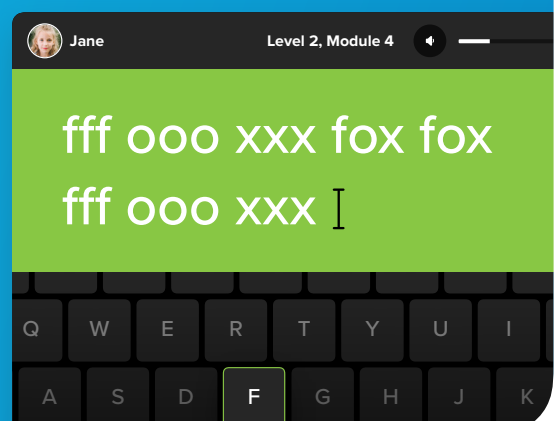 Jane
Level 2, Module 4
fff ooo xxx fox fox
fff ooo xxx
Q W E R T Y U I
A S D F G H J K